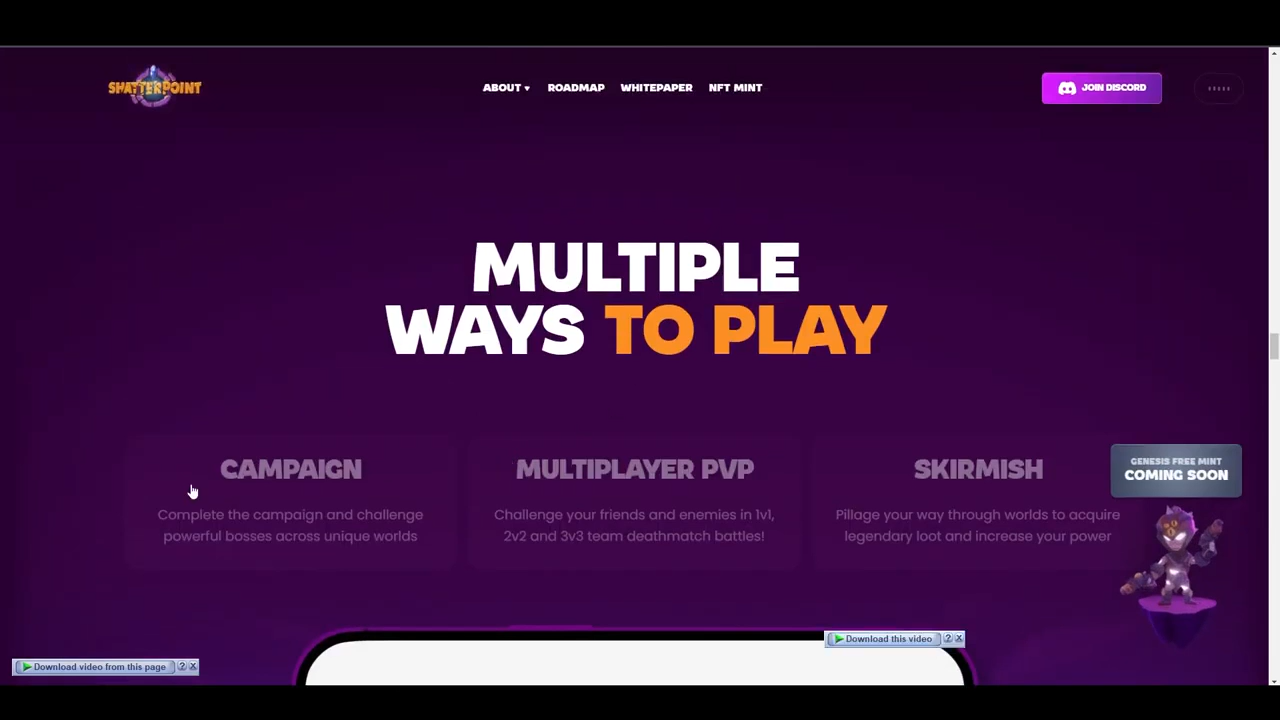 SHATTERPOINT
ABOUT ROADMAP WHITEPAPER NFT MINT
JOIN DISCORD
MULTIPLE
WAYS TO PLAY
CAMPAIGN
Complete the campaign and challenge
powerful bosses across unique worlds
MULTIPLAYER PVP
Challenge your friends and enemies in 1v1,
2v2 and 3v3 team deathmatch battles!
SKIRMISH
Pillage your way through worlds to acquire
legendary loot and increase your power
GENESIS FREE MINT
COMING SOON
Download this video ? X
Download video from this page ? X